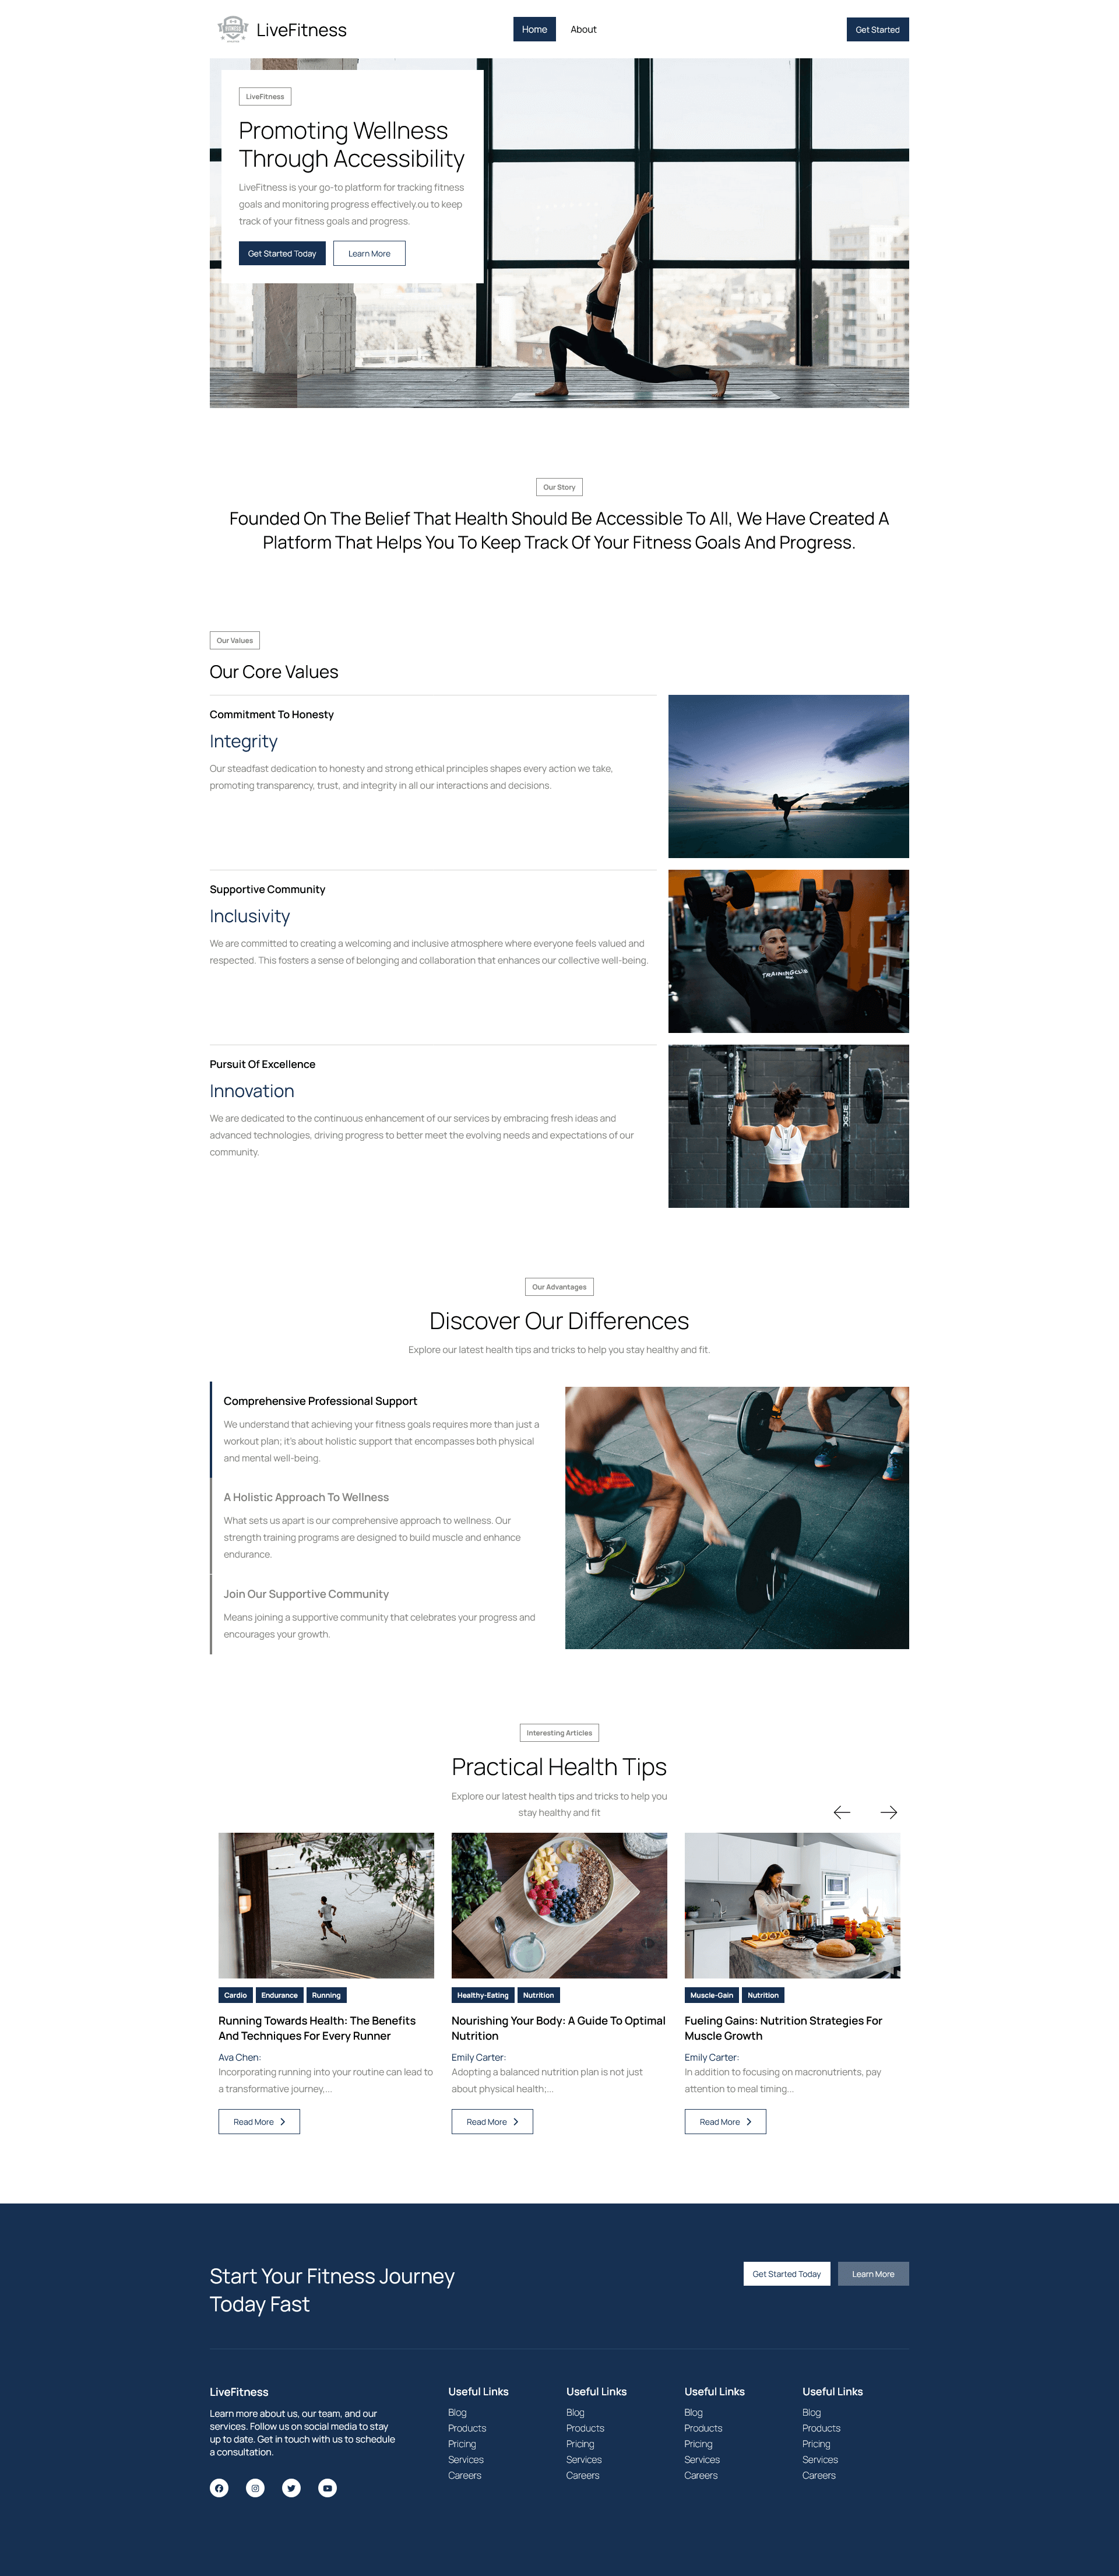 LiveFitness
Home
About
Get Started
LiveFitness
Promoting Wellness
Through Accessibility
LiveFitness is your go-to platform for tracking fitness
goals and monitoring progress effectively.ou to keep
track of your fitness goals and progress.
Get Started Today
Learn More
Our Story
Founded On The Belief That Health Should Be Accessible To All, We Have Created A
Platform That Helps You To Keep Track Of Your Fitness Goals And Progress.
Our Values
Our Core Values
Commitment To Honesty
Integrity
Our steadfast dedication to honesty and strong ethical principles shapes every action we take,
promoting transparency, trust, and integrity in all our interactions and decisions.
Supportive Community
Inclusivity
We are committed to creating a welcoming and inclusive atmosphere where everyone feels valued and
respected. This fosters a sense of belonging and collaboration that enhances our collective well-being.
TRAININGCLUB
Pursuit Of Excellence
Innovation
We are dedicated to the continuous enhancement of our services by embracing fresh ideas and
advanced technologies, driving progress to better meet the evolving needs and expectations of our
community.
Our Advantages
Discover Our Differences
Explore our latest health tips and tricks to help you stay healthy and fit.
Comprehensive Professional Support
We understand that achieving your fitness goals requires more than just a
workout plan; it's about holistic support that encompasses both physical
and mental well-being.
A Holistic Approach To Wellness
What sets us apart is our comprehensive approach to wellness. Our
strength training programs are designed to build muscle and enhance
endurance.
Join Our Supportive Community
Means joining a supportive community that celebrates your progress and
encourages your growth.
Interesting Articles
Practical Health Tips
Explore our latest health tips and tricks to help you
stay healthy and fit
Cardio
Endurance
Running
Running Towards Health: The Benefits
And Techniques For Every Runner
Ava Chen:
Incorporating running into your routine can lead to
a transformative journey,...
Read More
Healthy-Eating
Nutrition
Nourishing Your Body: A Guide To Optimal
Nutrition
Emily Carter:
Adopting a balanced nutrition plan is not just
about physical health;...
Read More
Muscle-Gain
Nutrition
Fueling Gains: Nutrition Strategies For
Muscle Growth
Emily Carter:
In addition to focusing on macronutrients, pay
attention to meal timing...
Read More
Start Your Fitness Journey
Today Fast
Get Started Today
Learn More
LiveFitness
Learn more about us, our team, and our
services. Follow us on social media to stay
up to date. Get in touch with us to schedule
a consultation.
Useful Links
Blog
Products
Pricing
Services
Careers
Useful Links
Blog
Products
Pricing
Services
Careers
Useful Links
Blog
Products
Pricing
Services
Careers
Useful Links
Blog
Products
Pricing
Services
Careers